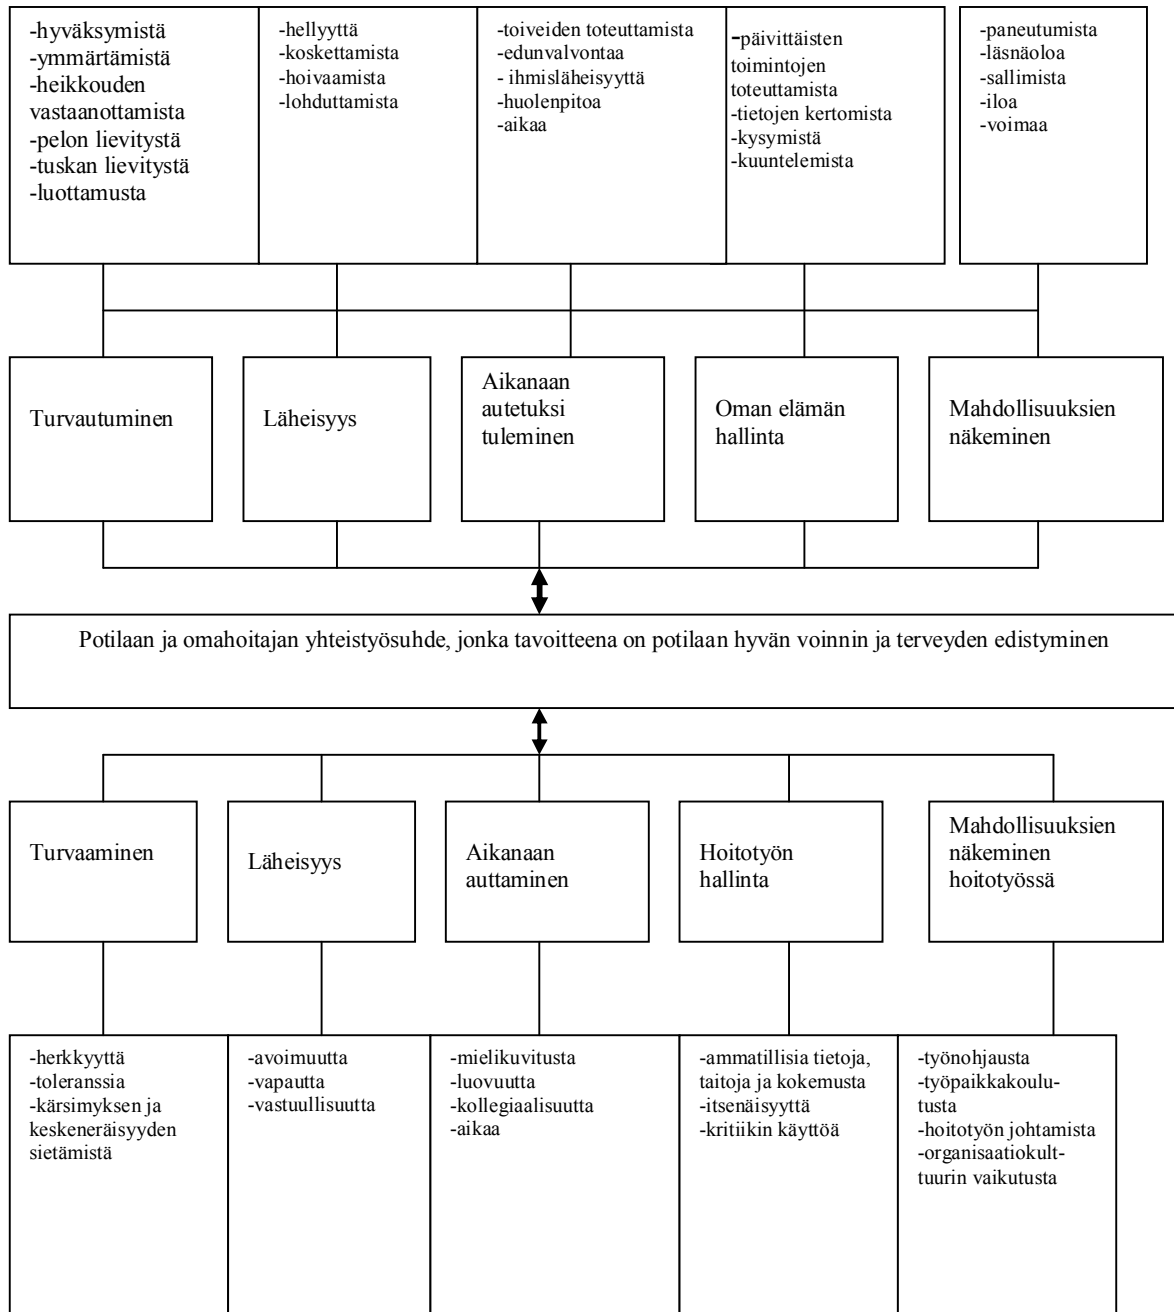 -hyväksymistä
-ymmärtämistä
-heikkouden
vastaanottamista
-pelon lievitystä
-tuskan lievitystä
-luottamusta
-hellyyttä
-koskettamista
-hoivaamista
-lohduttamista
-toiveiden toteuttamista
-edunvalvontaa
- ihmisläheisyyttä
-huolenpitoa
-aikaa
-päivittäisten
toimintojen
toteuttamista
-tietojen kertomista
-kysymistä
-kuuntelemista
-paneutumista
-läsnäoloa
-sallimista
-iloa
-voimaa
Turvautuminen
Läheisyys
Aikanaan
autetuksi
tuleminen
Oman elämän
hallinta
Mahdollisuuksien
näkeminen
Potilaan ja omahoitajan yhteistyösuhde, jonka tavoitteena on potilaan hyvän voinnin ja terveyden edistyminen
Turvaaminen
Läheisyys
Aikanaan
auttaminen
Hoitotyön
hallinta
Mahdollisuuksien
näkeminen
hoitotyössä
-herkkyyttä
-toleranssia
-kärsimyksen ja
keskeneräisyyden
sietämistä
-avoimuutta
-vapautta
-vastuullisuutta
-mielikuvitusta
-luovuutta
-kollegiaalisuutta
-aikaa
-ammatillisia tietoja,
taitoja ja kokemusta
-itsenäisyyttä
-kritiikin käyttöä
-työnohjausta
-työpaikkakoulu-
tusta
-hoitotyön johtamista
-organisaatiokult-
tuurin vaikutusta